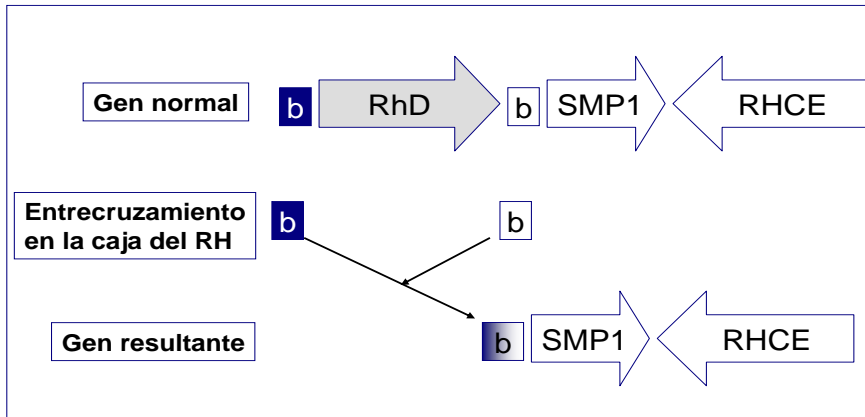 Gen normal
b
RhD
b
SMP1
RHCE
Entrecruzamiento
en la caja del RH
b
b
Gen resultante
b
SMP1
RHCE